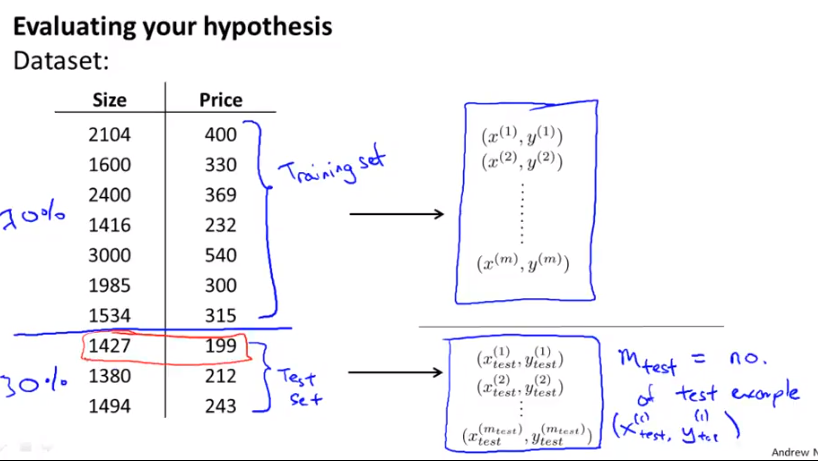 Evaluating your hypothesis
Dataset:
Size Price
2104 400
1600 330
2400 369
1416 232
3000 540
1985 300
1534 315
1427 199
1380 212
1494 243
70%
30%
Training set
Test
set
(x^(1), y^(1))
(x^(2), y^(2))
⋮
(x^(m), y^(m))
(x_test^(1), y_test^(1))
(x_test^(2), y_test^(2))
⋮
(x_test^(m_test), y_test^(m_test))
m_test = no.
of test example
(x_test^(1), y_test^(1))
Andrew N